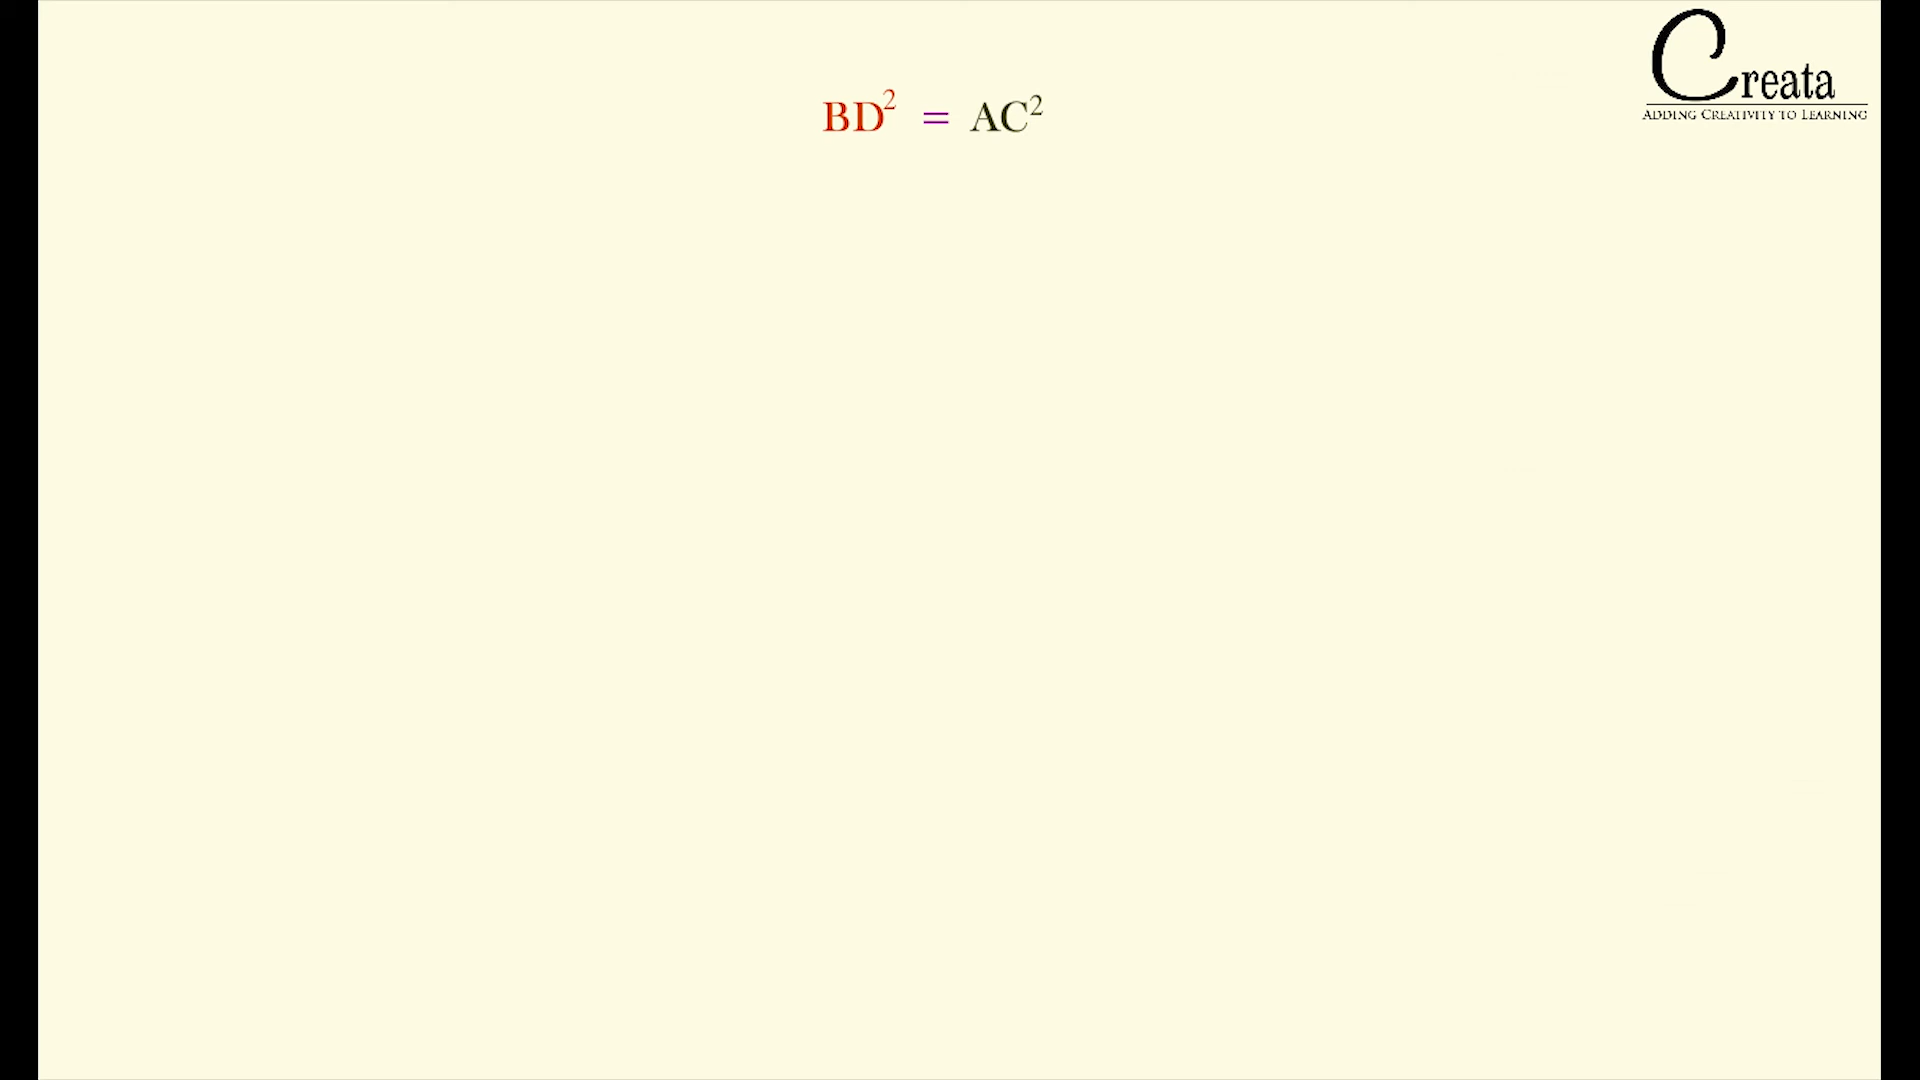 BD² = AC²
Creata
ADDING CREATIVITY TO LEARNING